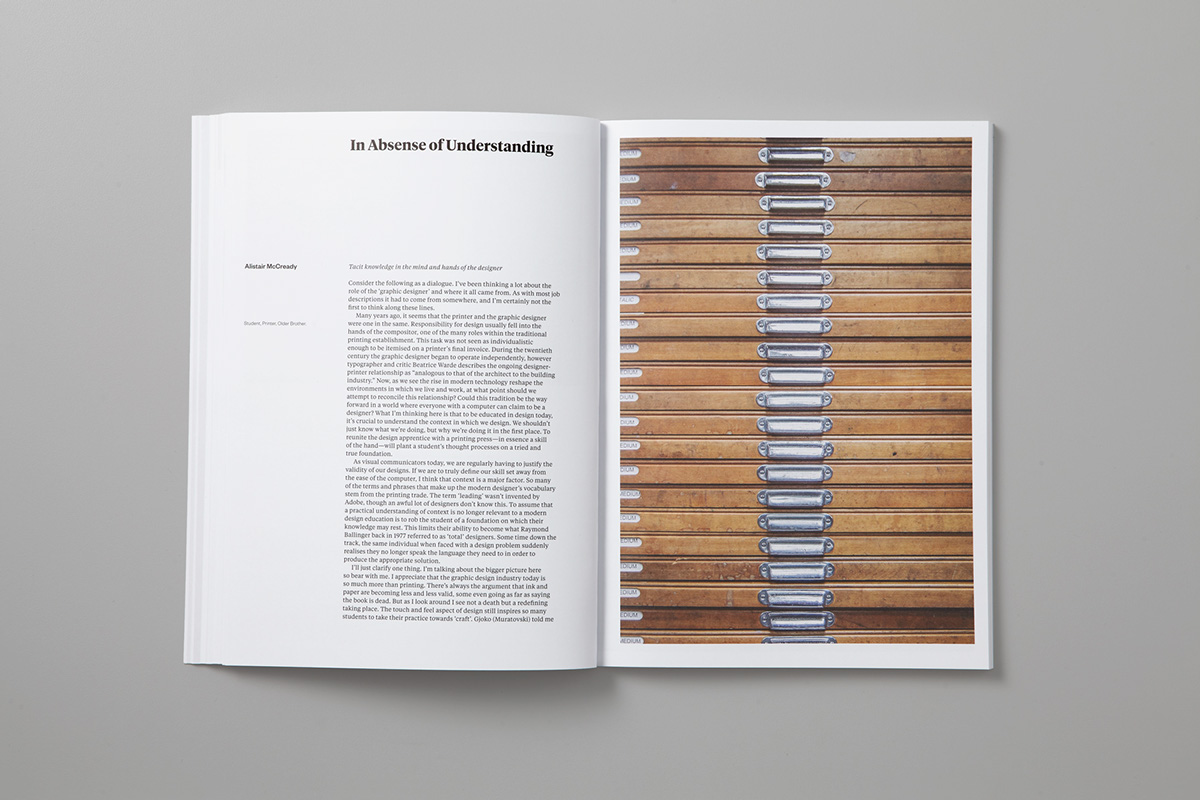 In Absense of Understanding
Alistair McCready
Student, Printer, Older Brother.
Tacit knowledge in the mind and hands of the designer
Consider the following as a dialogue. I've been thinking a lot about the
role of the 'graphic designer' and where it all came from. As with most job
descriptions it had to come from somewhere, and I'm certainly not the
first to think along these lines.
Many years ago, it seems that the printer and the graphic designer
were one in the same. Responsibility for design usually fell into the
hands of the compositor, one of the many roles within the traditional
printing establishment. This task was not seen as individualistic
enough to be itemised on a printer's final invoice. During the twentieth
century the graphic designer began to operate independently, however
typographer and critic Beatrice Warde describes the ongoing designer-
printer relationship as "analogous to that of the architect to the building
industry." Now, as we see the rise in modern technology reshape the
environments in which we live and work, at what point should we
attempt to reconcile this relationship? Could this tradition be the way
forward in a world where everyone with a computer can claim to be a
designer? What I'm thinking here is that to be educated in design today,
it's crucial to understand the context in which we design. We shouldn't
just know what we're doing, but why we're doing it in the first place. To
reunite the design apprentice with a printing press—in essence a skill
of the hand—will plant a student's thought processes on a tried and
true foundation.
As visual communicators today, we are regularly having to justify the
validity of our designs. If we are to truly define our skill set away from
the ease of the computer, I think that context is a major factor. So many
of the terms and phrases that make up the modern designer's vocabulary
stem from the printing trade. The term 'leading' wasn't invented by
Adobe, though an awful lot of designers don't know this. To assume that
a practical understanding of context is no longer relevant to a modern
design education is to rob the student of a foundation on which their
knowledge may rest. This limits their ability to become what Raymond
Ballinger back in 1977 referred to as 'total' designers. Some time down the
track, the same individual when faced with a design problem suddenly
realises they no longer speak the language they need to in order to
produce the appropriate solution.
I'll just clarify one thing. I'm talking about the bigger picture here
so bear with me. I appreciate that the graphic design industry today is
so much more than printing. There's always the argument that ink and
paper are becoming less and less valid, some even going as far as saying
the book is dead. But as I look around I see not a death but a redefining
taking place. The touch and feel aspect of design still inspires so many
students to take their practice towards 'craft'. Gjoko (Muratovski) told me